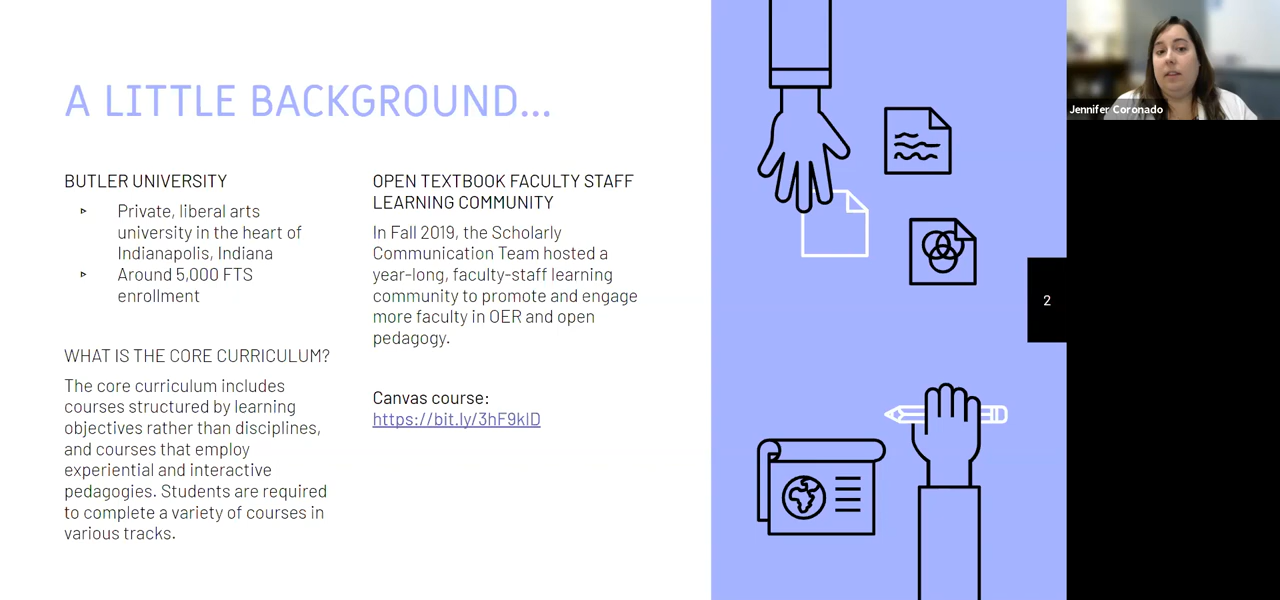 A LITTLE BACKGROUND...
BUTLER UNIVERSITY
▹ Private, liberal arts
university in the heart of
Indianapolis, Indiana
▹ Around 5,000 FTS
enrollment
WHAT IS THE CORE CURRICULUM?
The core curriculum includes
courses structured by learning
objectives rather than disciplines,
and courses that employ
experiential and interactive
pedagogies. Students are required
to complete a variety of courses in
various tracks.
OPEN TEXTBOOK FACULTY STAFF
LEARNING COMMUNITY
In Fall 2019, the Scholarly
Communication Team hosted a
year-long, faculty-staff learning
community to promote and engage
more faculty in OER and open
pedagogy.
Canvas course:
https://bit.ly/3hF9klD
2
Jennifer Coronado